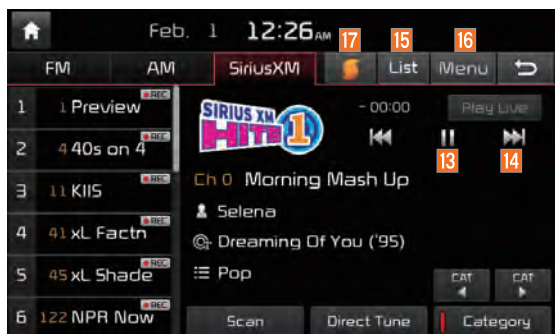 Feb. 1 12:26 AM
17 15 16
FM AM SiriusXM List Menu
1 1 Preview REC
2 4 40s on 4 REC
3 11 KIIS REC
4 41 xL Factn REC
5 45 xL Shade REC
6 122 NPR Now REC
SIRIUS XM
HITS 1
- 00:00 Play Live
13 14
Ch 0 Morning Mash Up
Selena
Dreaming Of You ('95)
Pop
CAT CAT
Scan Direct Tune Category